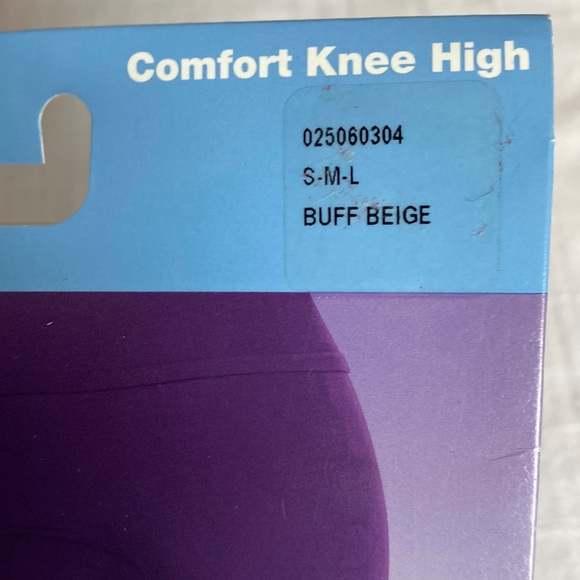 Comfort Knee High
025060304
S-M-L
BUFF BEIGE